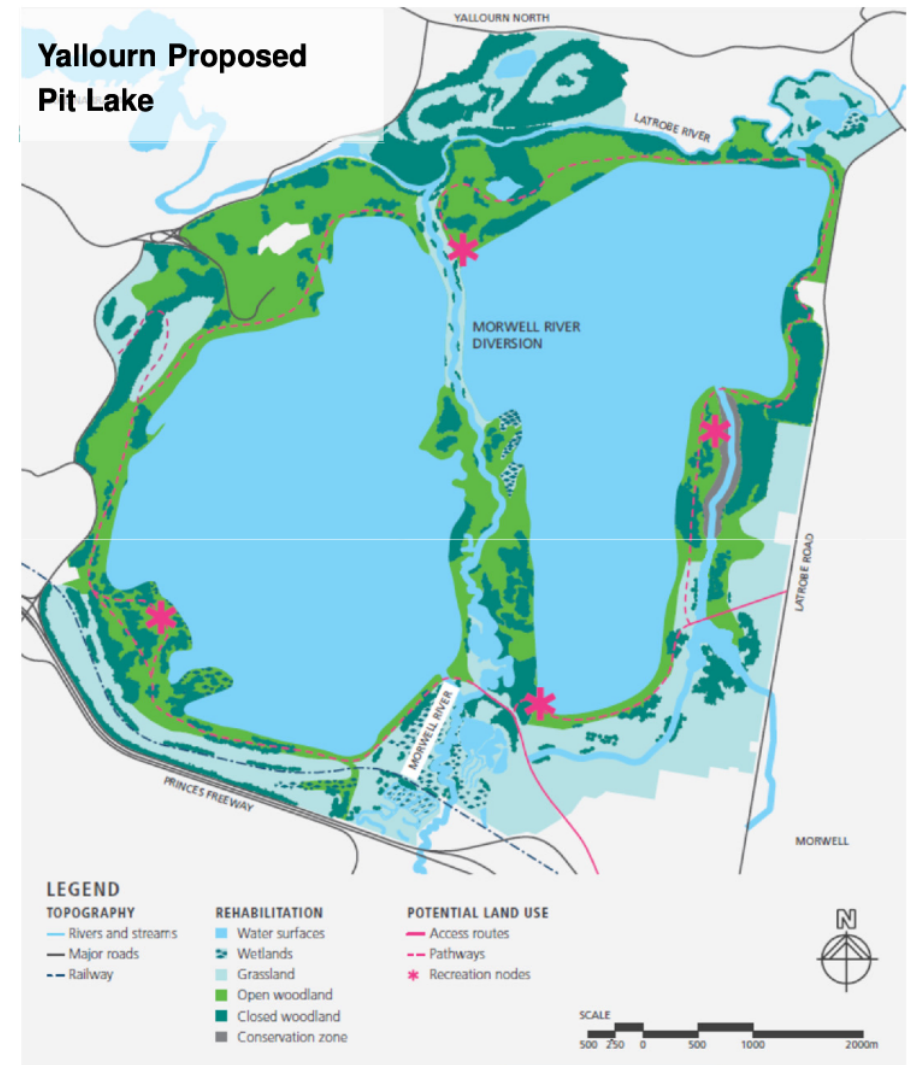 Yallourn Proposed
Pit Lake
YALLOURN NORTH
LATROBE RIVER
MORWELL RIVER
DIVERSION
LATROBE ROAD
MORWELL RIVER
PRINCES FREEWAY
MORWELL
LEGEND
TOPOGRAPHY
Rivers and streams
Major roads
Railway
REHABILITATION
Water surfaces
Wetlands
Grassland
Open woodland
Closed woodland
Conservation zone
POTENTIAL LAND USE
Access routes
Pathways
Recreation nodes
N
SCALE
500 250 0 500 1000 2000m